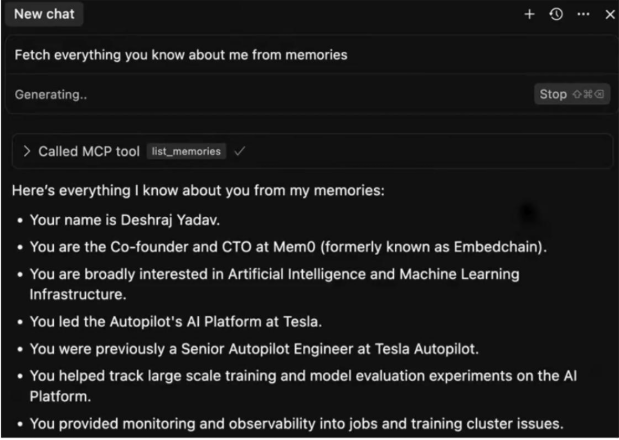 New chat
Fetch everything you know about me from memories
Generating..
Stop ⇧⌘⌫
Called MCP tool list_memories
Here's everything I know about you from my memories:
• Your name is Deshraj Yadav.
• You are the Co-founder and CTO at Mem0 (formerly known as Embedchain).
• You are broadly interested in Artificial Intelligence and Machine Learning
Infrastructure.
• You led the Autopilot's AI Platform at Tesla.
• You were previously a Senior Autopilot Engineer at Tesla Autopilot.
• You helped track large scale training and model evaluation experiments on the AI
Platform.
• You provided monitoring and observability into jobs and training cluster issues.